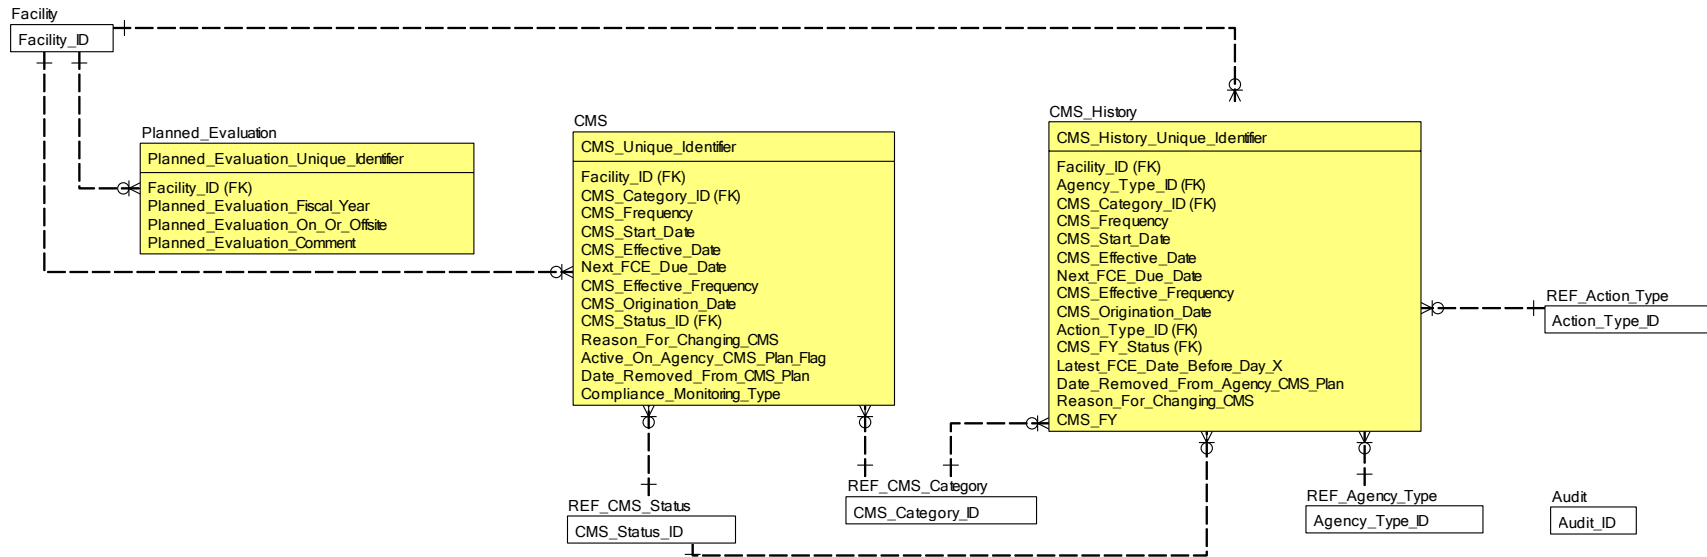 Facility
Facility_ID
Planned_Evaluation
Planned_Evaluation_Unique_Identifier
Facility_ID (FK)
Planned_Evaluation_Fiscal_Year
Planned_Evaluation_On_Or_Offsite
Planned_Evaluation_Comment
CMS
CMS_Unique_Identifier
Facility_ID (FK)
CMS_Category_ID (FK)
CMS_Frequency
CMS_Start_Date
CMS_Effective_Date
Next_FCE_Due_Date
CMS_Effective_Frequency
CMS_Origination_Date
CMS_Status_ID (FK)
Reason_For_Changing_CMS
Active_On_Agency_CMS_Plan_Flag
Date_Removed_From_CMS_Plan
Compliance_Monitoring_Type
CMS_History
CMS_History_Unique_Identifier
Facility_ID (FK)
Agency_Type_ID (FK)
CMS_Category_ID (FK)
CMS_Frequency
CMS_Start_Date
CMS_Effective_Date
Next_FCE_Due_Date
CMS_Effective_Frequency
CMS_Origination_Date
Action_Type_ID (FK)
CMS_FY_Status (FK)
Latest_FCE_Date_Before_Day_X
Date_Removed_From_Agency_CMS_Plan
Reason_For_Changing_CMS
CMS_FY
REF_Action_Type
Action_Type_ID
REF_CMS_Status
CMS_Status_ID
REF_CMS_Category
CMS_Category_ID
REF_Agency_Type
Agency_Type_ID
Audit
Audit_ID